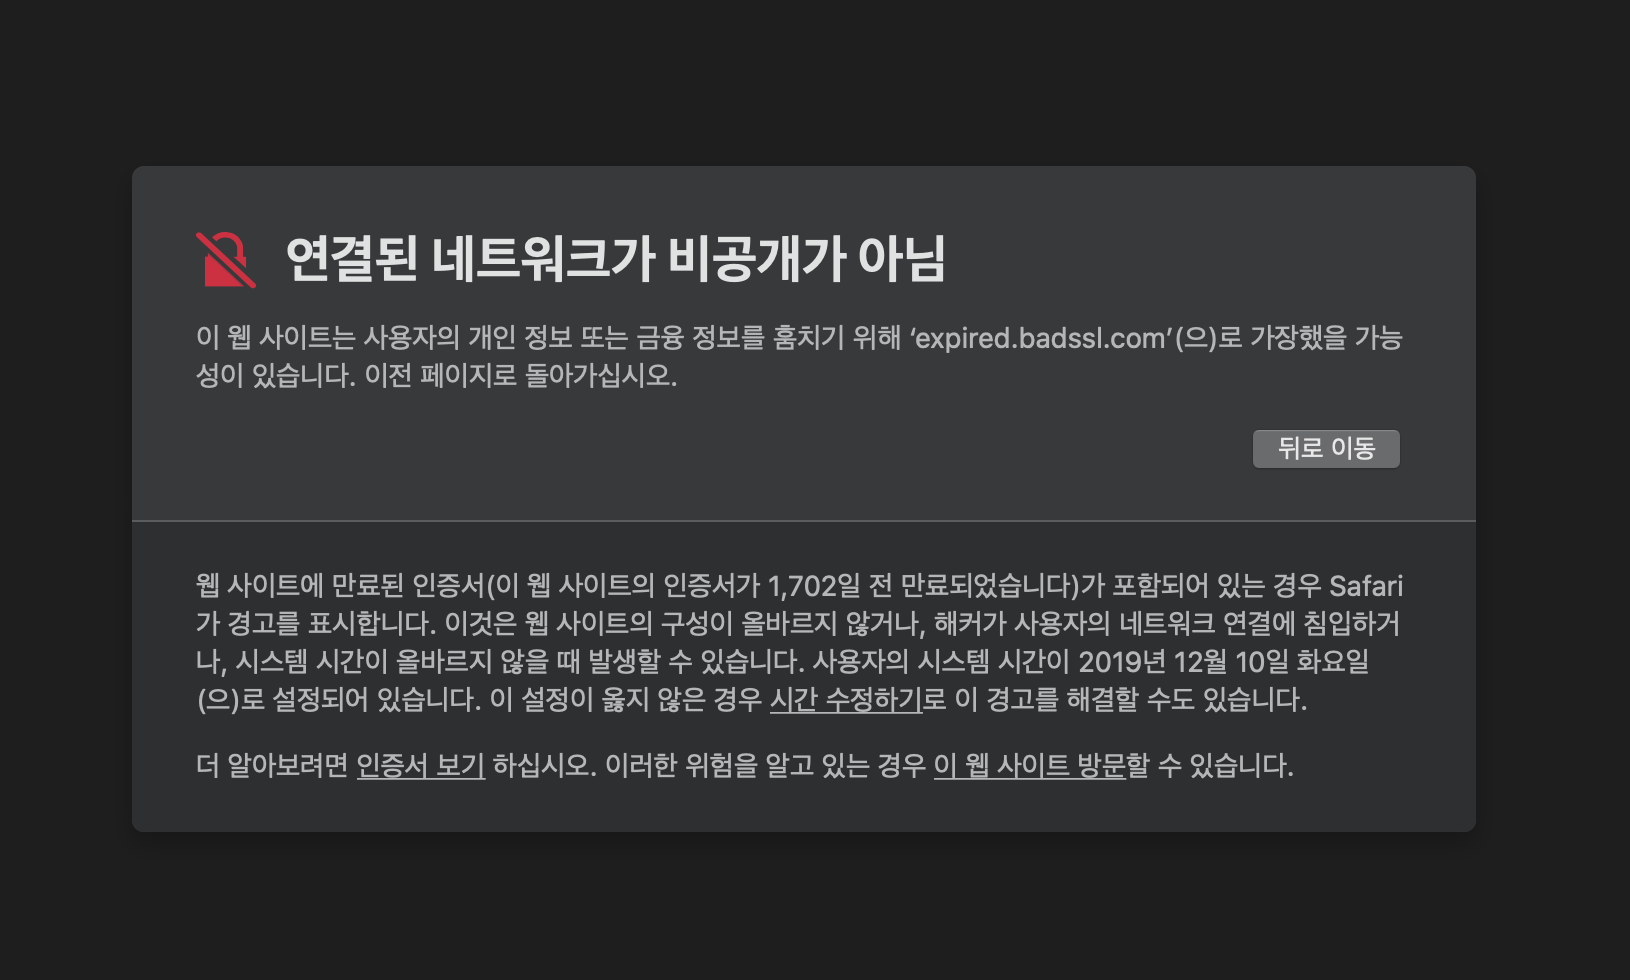 연결된 네트워크가 비공개가 아님
이 웹 사이트는 사용자의 개인 정보 또는 금융 정보를 훔치기 위해 ‘expired.badssl.com’(으)로 가장했을 가능
성이 있습니다. 이전 페이지로 돌아가십시오.
뒤로 이동
웹 사이트에 만료된 인증서(이 웹 사이트의 인증서가 1,702일 전 만료되었습니다)가 포함되어 있는 경우 Safari
가 경고를 표시합니다. 이것은 웹 사이트의 구성이 올바르지 않거나, 해커가 사용자의 네트워크 연결에 침입하거
나, 시스템 시간이 올바르지 않을 때 발생할 수 있습니다. 사용자의 시스템 시간이 2019년 12월 10일 화요일
(으)로 설정되어 있습니다. 이 설정이 옳지 않은 경우 시간 수정하기로 이 경고를 해결할 수도 있습니다.
더 알아보려면 인증서 보기 하십시오. 이러한 위험을 알고 있는 경우 이 웹 사이트 방문할 수 있습니다.